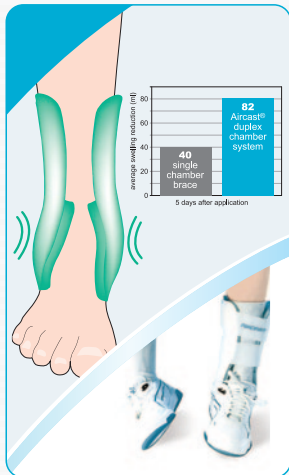 average swelling reduction (ml)
80
60
40
20
0
40
single
chamber
brace
82
Aircast®
duplex
chamber
system
5 days after application